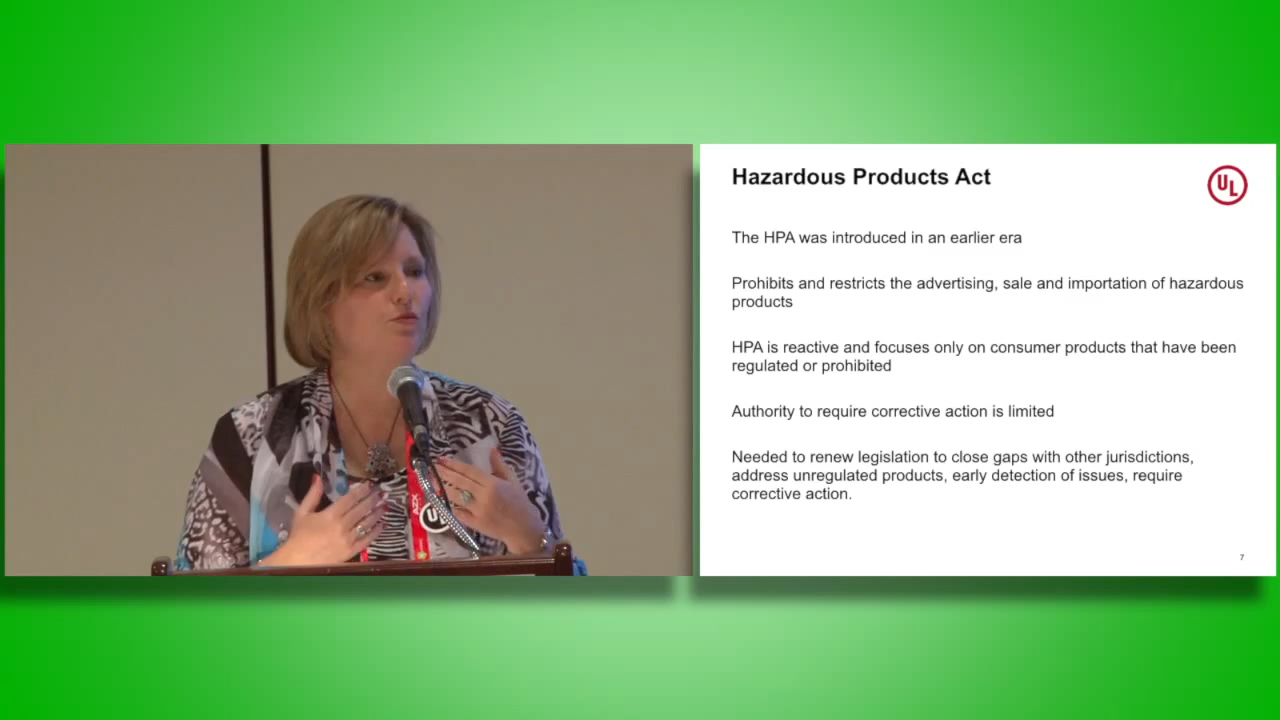 Hazardous Products Act
UL
The HPA was introduced in an earlier era
Prohibits and restricts the advertising, sale and importation of hazardous
products
HPA is reactive and focuses only on consumer products that have been
regulated or prohibited
Authority to require corrective action is limited
Needed to renew legislation to close gaps with other jurisdictions,
address unregulated products, early detection of issues, require
corrective action.
7
UL